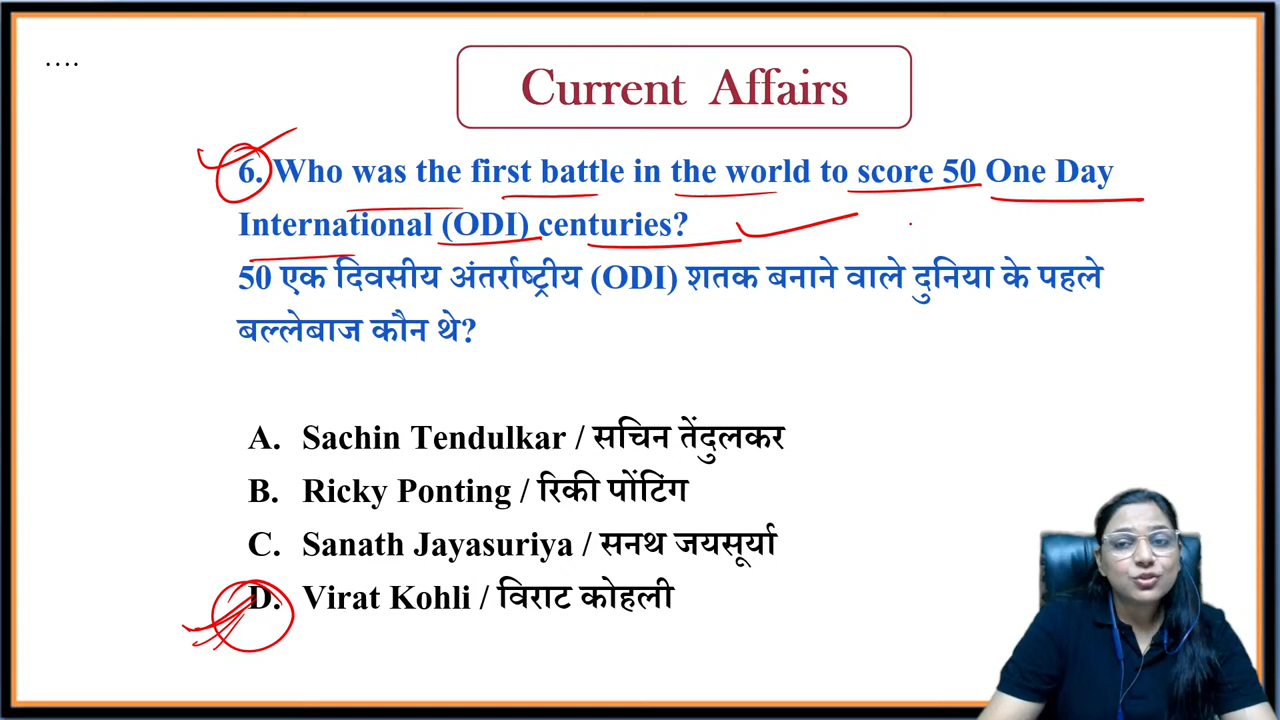 ....
Current Affairs
6. Who was the first battle in the world to score 50 One Day
International (ODI) centuries?
50 एक दिवसीय अंतर्राष्ट्रीय (ODI) शतक बनाने वाले दुनिया के पहले
बल्लेबाज कौन थे?
A. Sachin Tendulkar / सचिन तेंदुलकर
B. Ricky Ponting / रिकी पोंटिंग
C. Sanath Jayasuriya / सनथ जयसूर्या
D. Virat Kohli / विराट कोहली